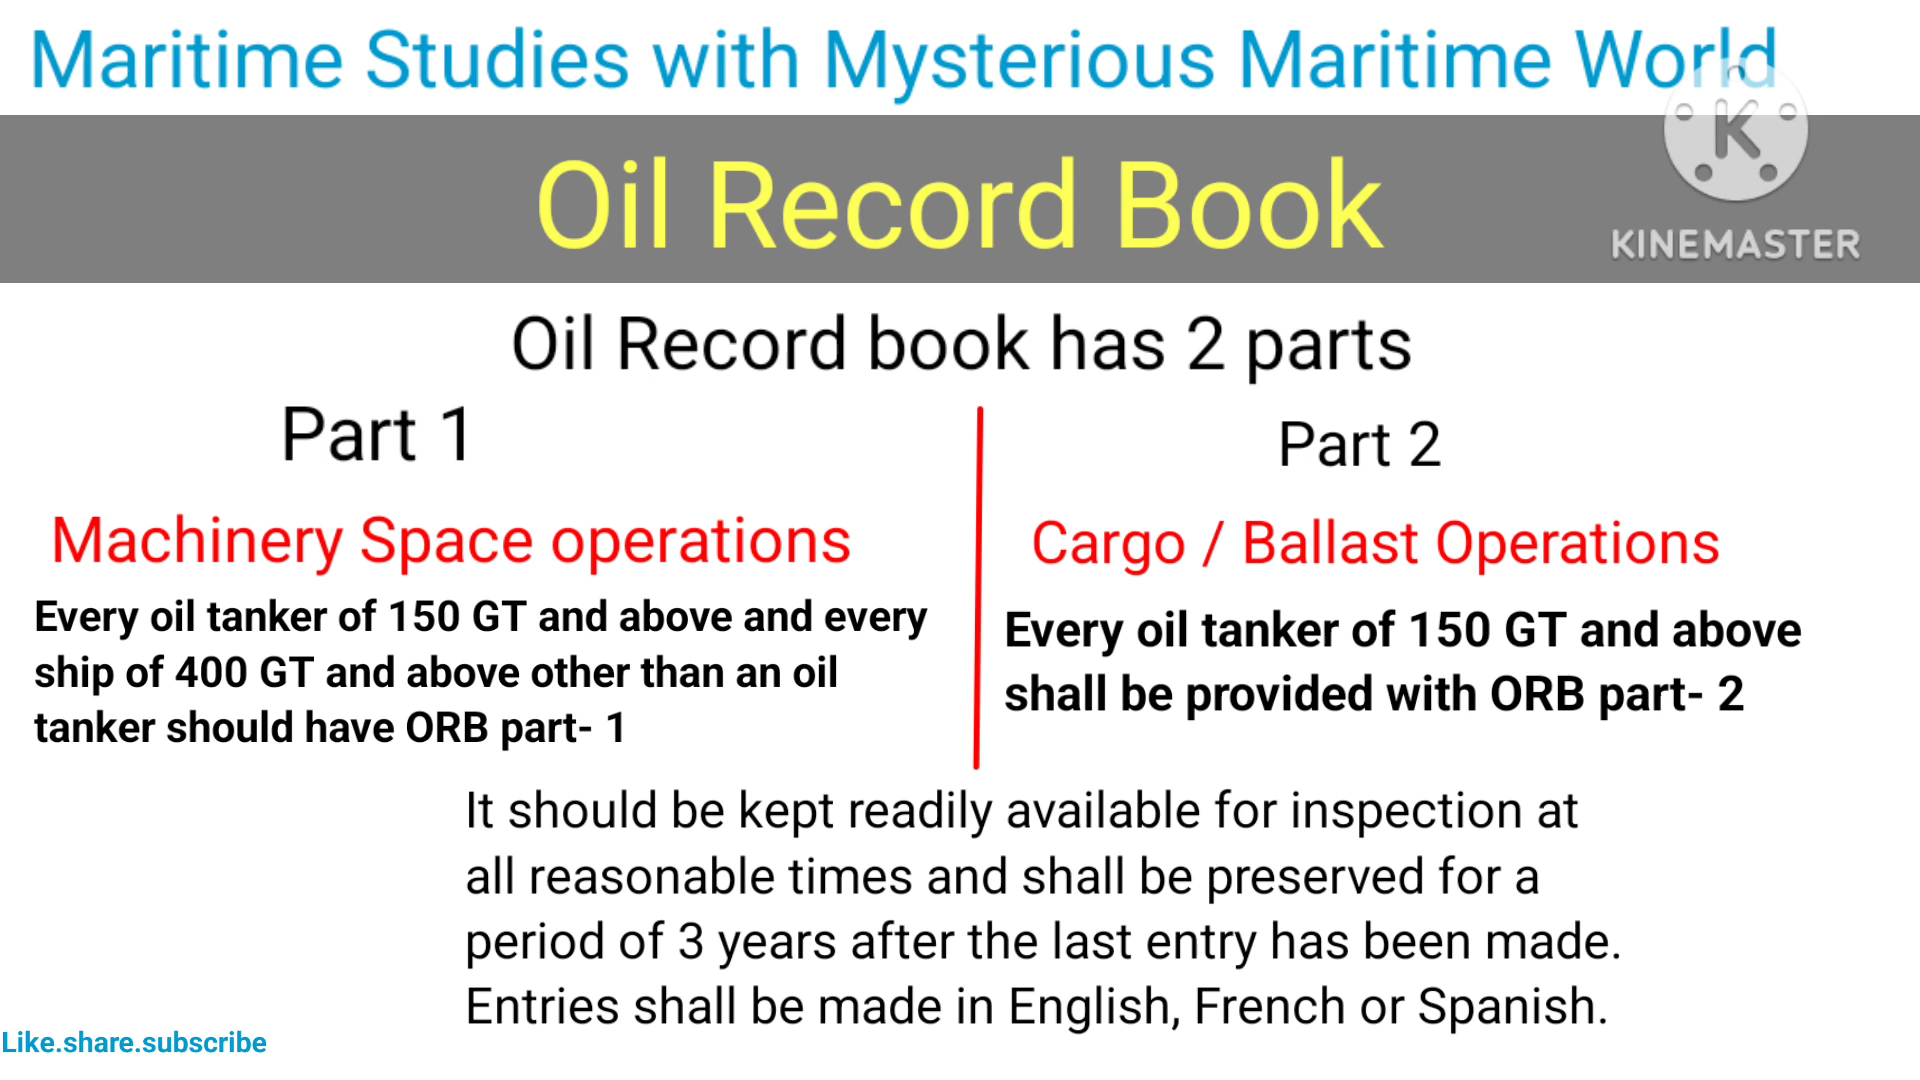 Maritime Studies with Mysterious Maritime World
K
KINEMASTER
Oil Record Book
Oil Record book has 2 parts
Part 1
Machinery Space operations
Every oil tanker of 150 GT and above and every
ship of 400 GT and above other than an oil
tanker should have ORB part- 1
Part 2
Cargo / Ballast Operations
Every oil tanker of 150 GT and above
shall be provided with ORB part- 2
It should be kept readily available for inspection at
all reasonable times and shall be preserved for a
period of 3 years after the last entry has been made.
Entries shall be made in English, French or Spanish.
Like.share.subscribe